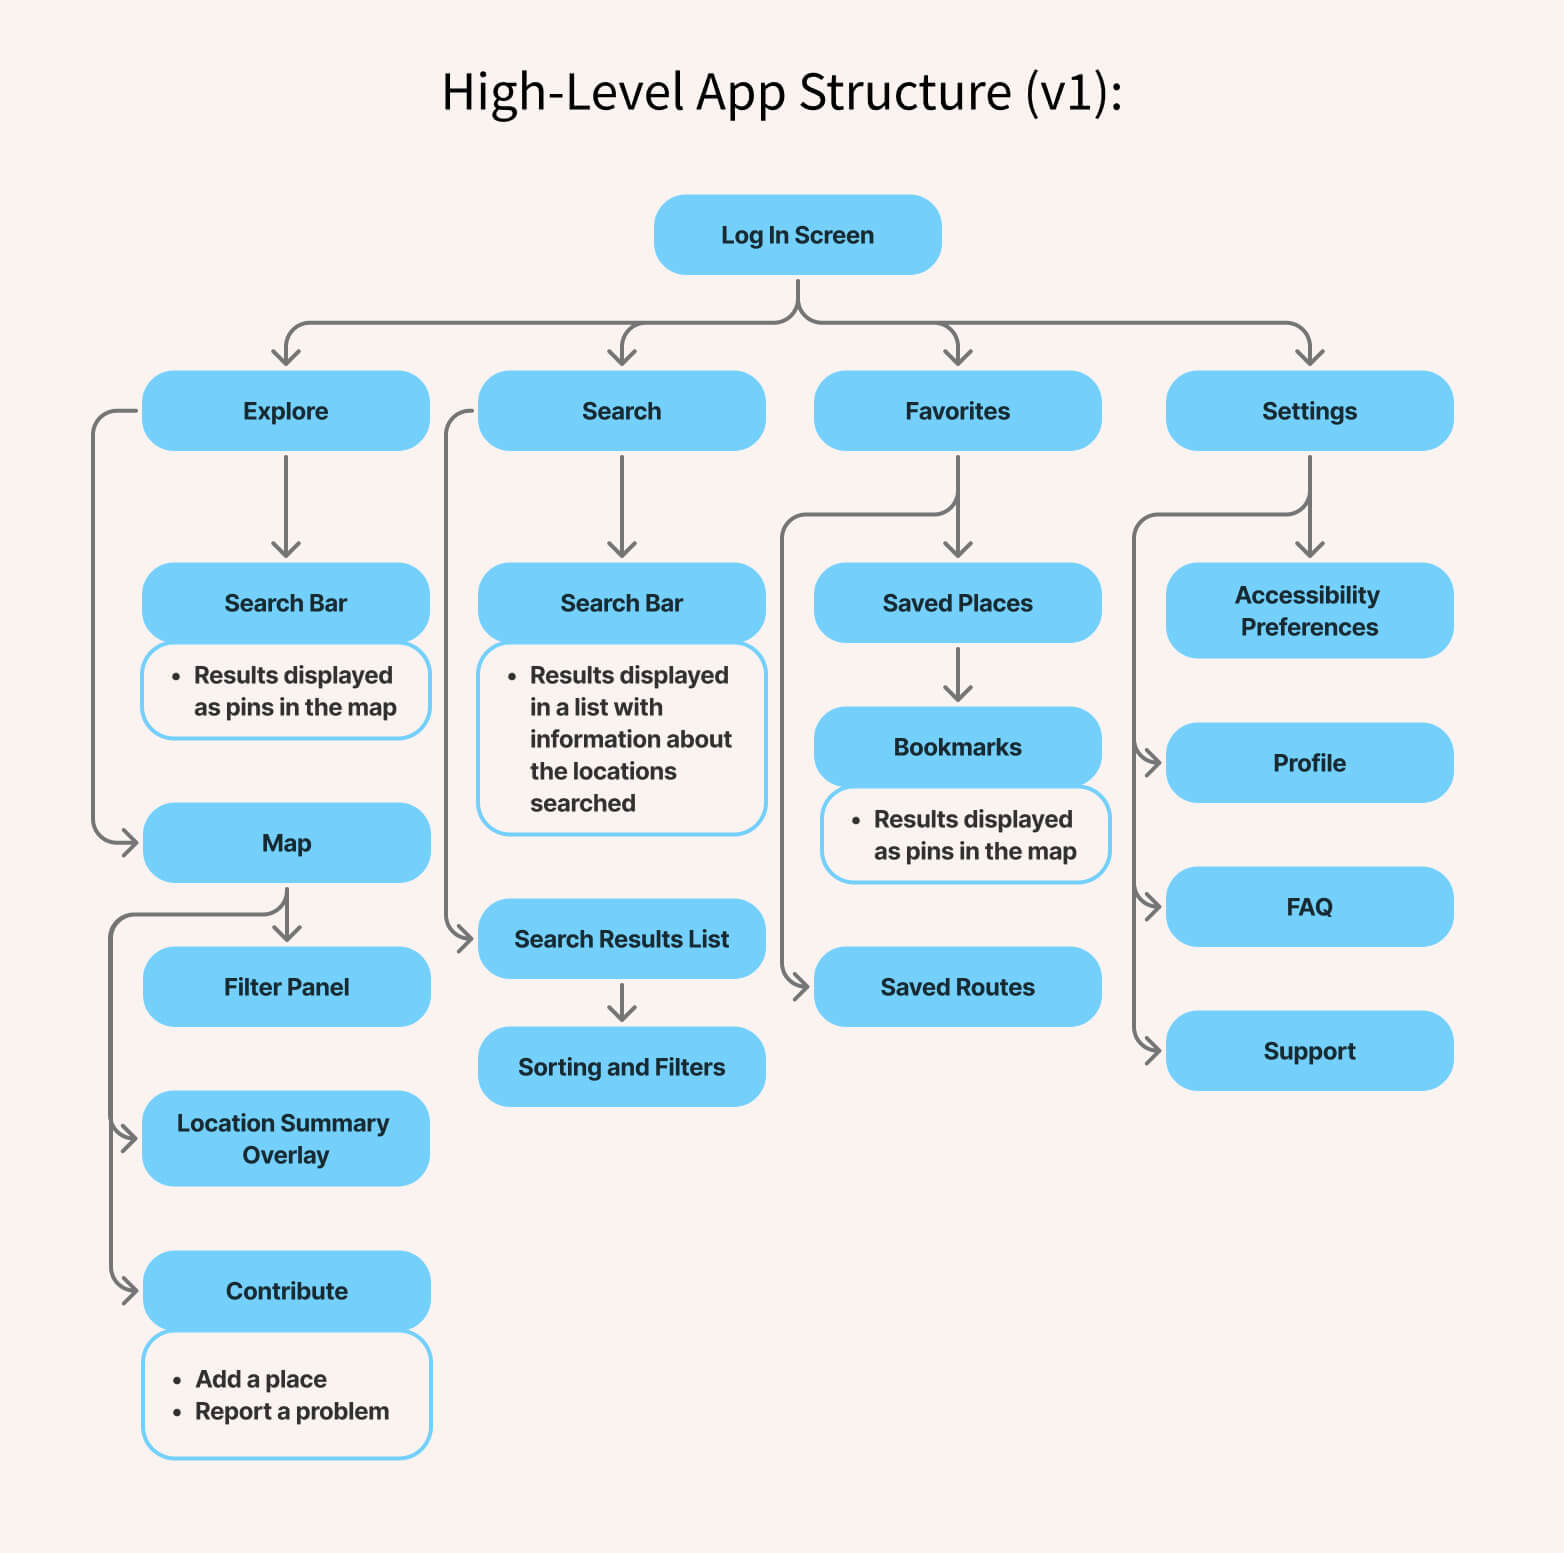 High-Level App Structure (v1):
Log In Screen
Explore
Search
Favorites
Settings
Search Bar
• Results displayed
as pins in the map
Map
Filter Panel
Location Summary
Overlay
Contribute
• Add a place
• Report a problem
Search Bar
• Results displayed
in a list with
information about
the locations
searched
Search Results List
Sorting and Filters
Saved Places
Bookmarks
• Results displayed
as pins in the map
Saved Routes
Accessibility
Preferences
Profile
FAQ
Support